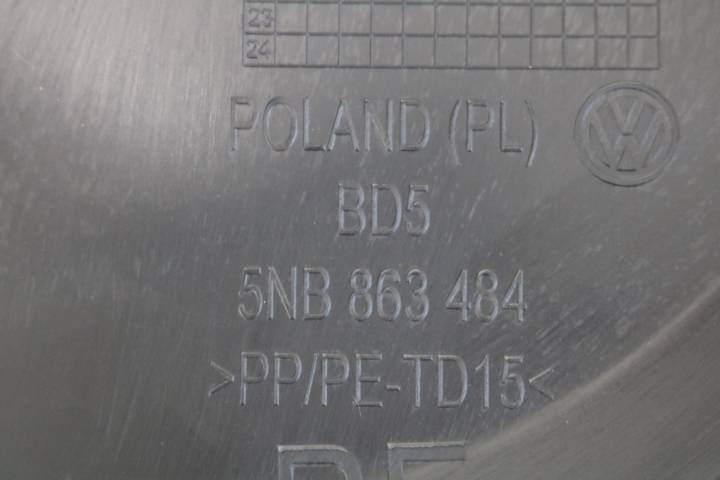 23
24
POLAND (PL)
BD5
5NB 863 484
>PP/PE-TD15<